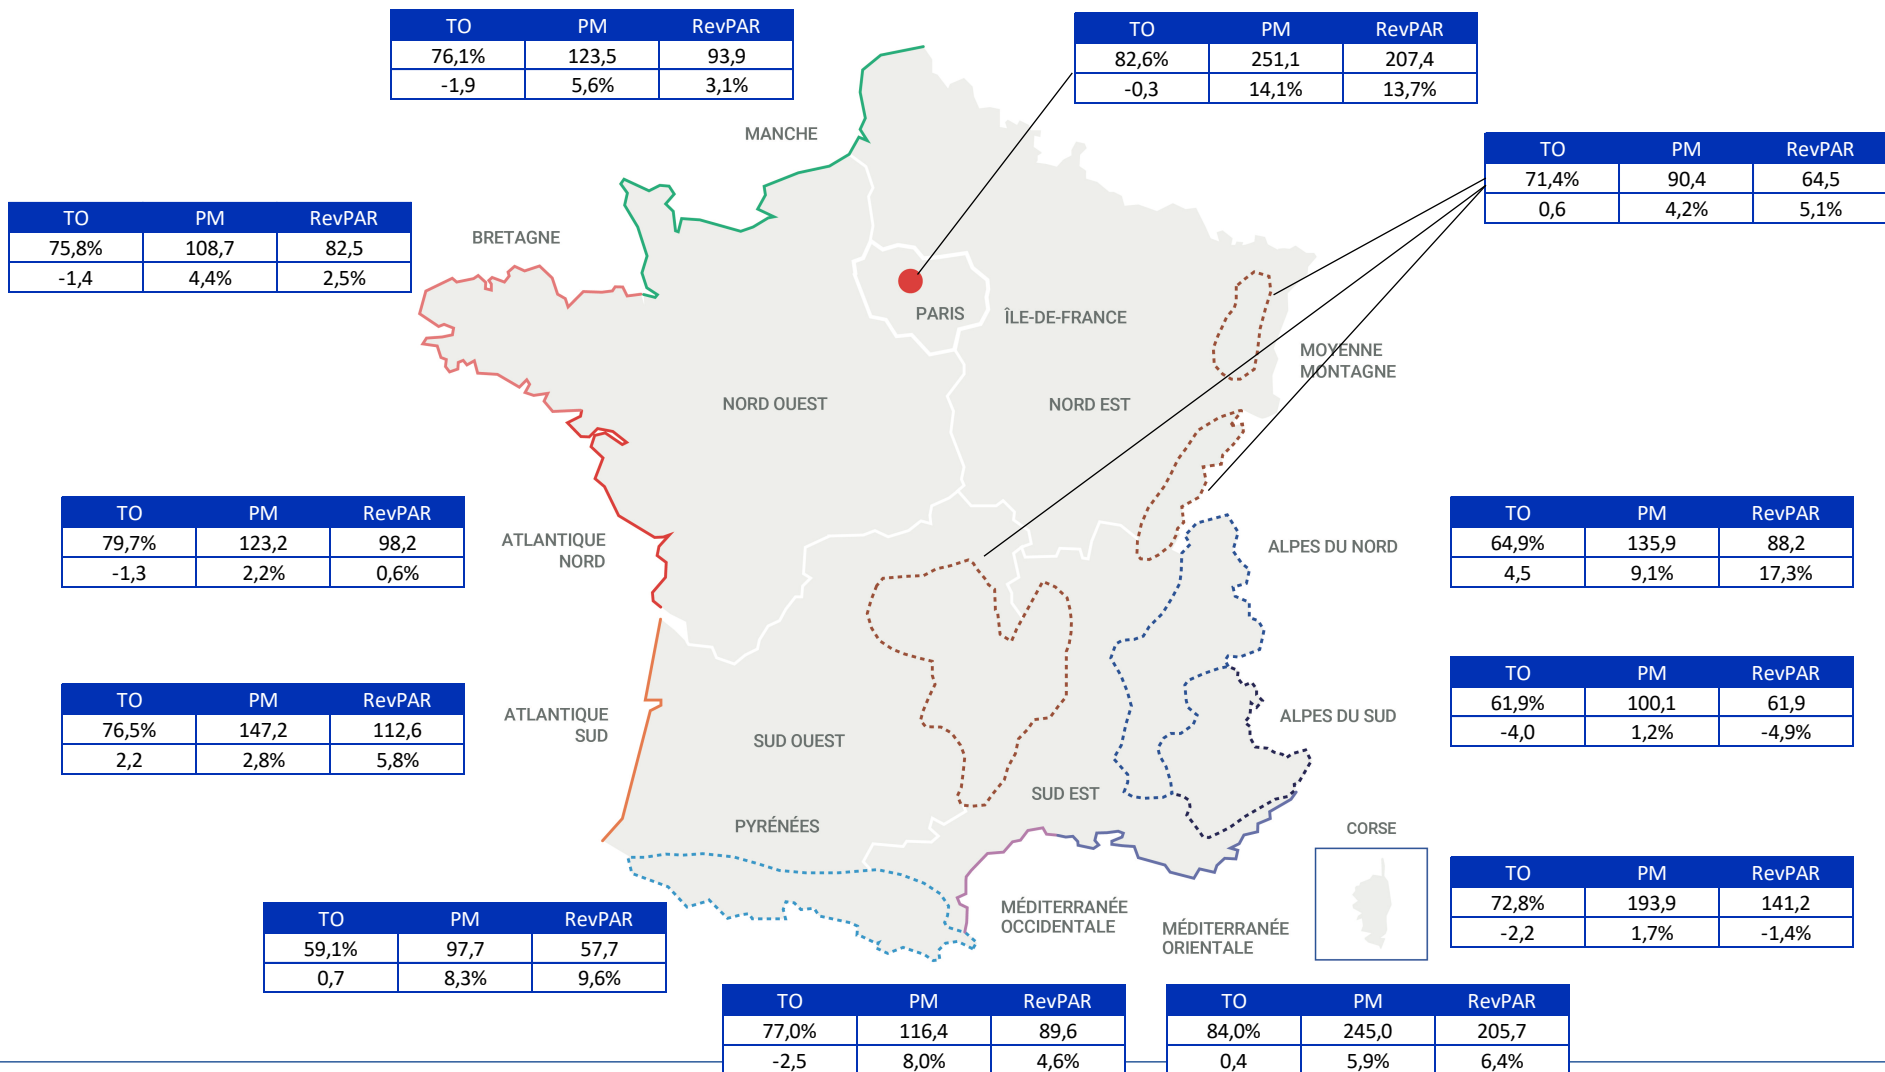 TO PM RevPAR
76,1% 123,5 93,9
-1,9 5,6% 3,1%
TO PM RevPAR
82,6% 251,1 207,4
-0,3 14,1% 13,7%
MANCHE
TO PM RevPAR
71,4% 90,4 64,5
0,6 4,2% 5,1%
TO PM RevPAR
75,8% 108,7 82,5
-1,4 4,4% 2,5%
BRETAGNE
PARIS
ÎLE-DE-FRANCE
MOYENNE
MONTAGNE
NORD OUEST
NORD EST
TO PM RevPAR
79,7% 123,2 98,2
-1,3 2,2% 0,6%
ATLANTIQUE
NORD
ALPES DU NORD
TO PM RevPAR
64,9% 135,9 88,2
4,5 9,1% 17,3%
TO PM RevPAR
76,5% 147,2 112,6
2,2 2,8% 5,8%
ATLANTIQUE
SUD
SUD OUEST
ALPES DU SUD
TO PM RevPAR
61,9% 100,1 61,9
-4,0 1,2% -4,9%
SUD EST
PYRÉNÉES
CORSE
TO PM RevPAR
72,8% 193,9 141,2
-2,2 1,7% -1,4%
TO PM RevPAR
59,1% 97,7 57,7
0,7 8,3% 9,6%
MÉDITERRANÉE
OCCIDENTALE
MÉDITERRANÉE
ORIENTALE
TO PM RevPAR
77,0% 116,4 89,6
-2,5 8,0% 4,6%
TO PM RevPAR
84,0% 245,0 205,7
0,4 5,9% 6,4%